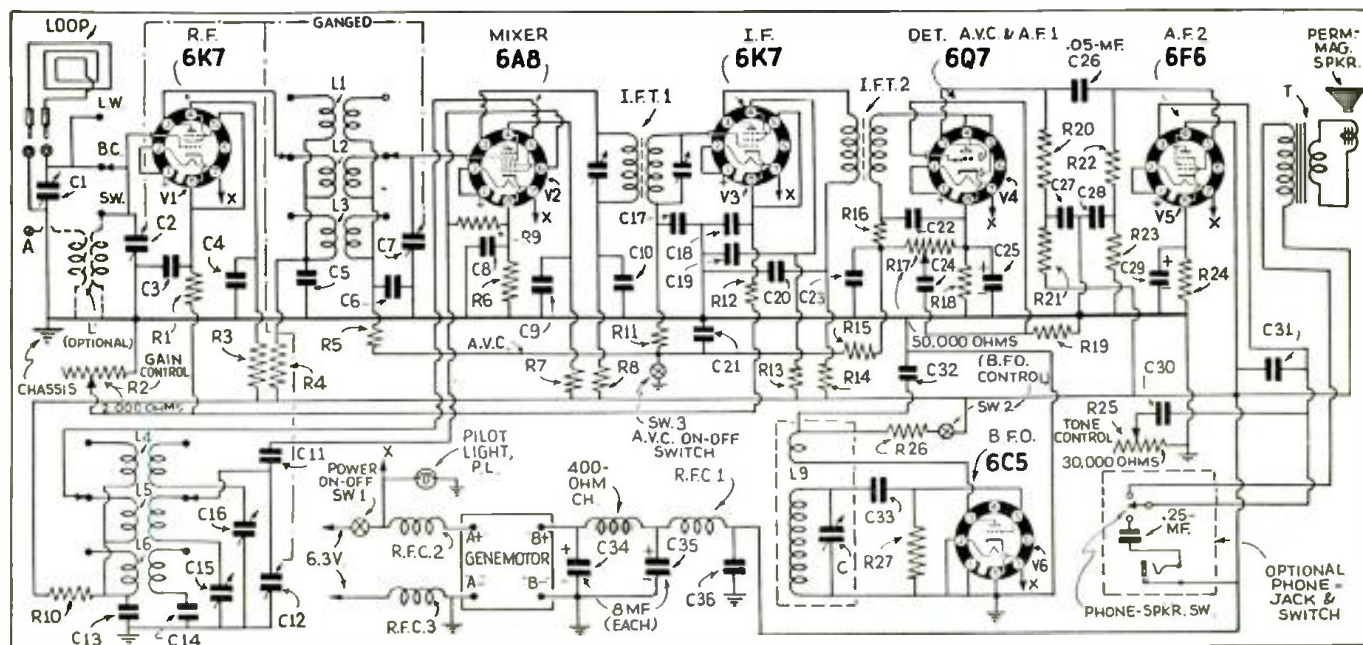 LOOP
R.F.
6K7
GANGED
MIXER
6A8
I.F.
6K7
DET. A.V.C. & A.F.1
6Q7
.05-MF.
C26
A.F.2
6F6
PERM.-
MAG.
SPKR.
L.W.
B.C.
SW.
C1
A
L
(OPTIONAL)
CHASSIS
V1
X
C2
C3
R1
C4
R3
R4
L1
L2
L3
C5
C6
C7
R5
V2
X
R9
C8
R6
C9
R7
R8
I.F.T.1
C10
C17
C18
C19
R11
R12
C20
C21
V3
X
I.F.T.2
R16
C22
R17
C23
C24
R18
C25
V4
X
R20
R22
C27
C28
R21
R23
C29
R24
V5
X
T
R2
GAIN
CONTROL
2,000 OHMS
A.V.C.
SW.3
A.V.C. ON-OFF
SWITCH
R13
R14
R15
50,000 OHMS
(B.F.O.
CONTROL)
R19
C32
SW 2
R26
C30
C31
R25
TONE
CONTROL
30,000 OHMS
L4
L5
L6
C11
C16
C15
C12
R10
C13
C14
POWER
ON-OFF
SW 1
X
PILOT
LIGHT,
P.L.
6.3V.
R.F.C.2
R.F.C.3
A+
B+
GENEMOTOR
A-
B-
400-
OHM
CH.
R.F.C 1
C34
C35
C36
8 MF
(EACH)
L9
C
C33
R27
B F.O.
6C5
V6
X
.25-
MF.
PHONE-SPKR. SW
OPTIONAL
PHONE-
JACK &
SWITCH